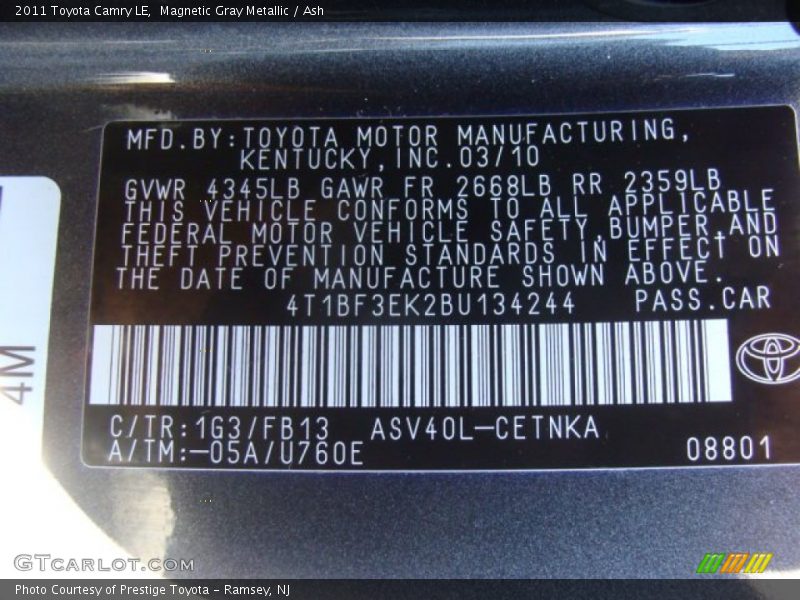 2011 Toyota Camry LE,  Magnetic Gray Metallic / Ash
MFD.BY:TOYOTA MOTOR MANUFACTURING,
KENTUCKY,INC.03/10
GVWR 4345LB GAWR FR 2668LB RR 2359LB
THIS VEHICLE CONFORMS TO ALL APPLICABLE
FEDERAL MOTOR VEHICLE SAFETY,BUMPER,AND
THEFT PREVENTION STANDARDS IN EFFECT ON
THE DATE OF MANUFACTURE SHOWN ABOVE.
4T1BF3EK2BU134244 PASS.CAR
C/TR:1G3/FB13 ASV40L-CETNKA
A/TM:-05A/U760E 08801
4M
GTCARLOT.COM
Photo Courtesy of Prestige Toyota - Ramsey, NJ